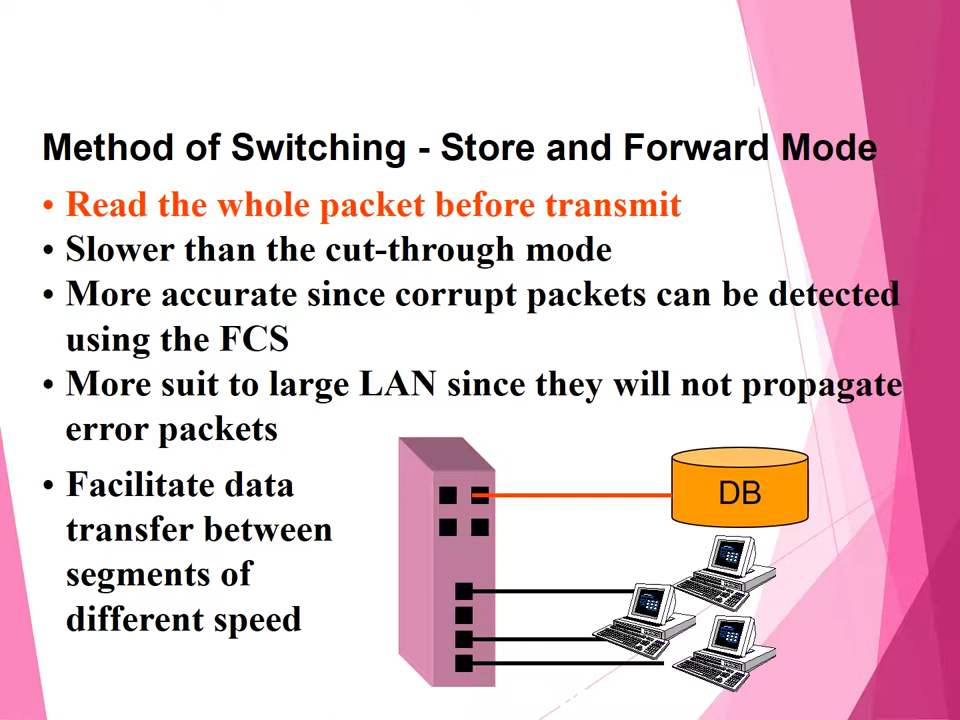 Method of Switching - Store and Forward Mode
• Read the whole packet before transmit
• Slower than the cut-through mode
• More accurate since corrupt packets can be detected
using the FCS
• More suit to large LAN since they will not propagate
error packets
• Facilitate data
transfer between
segments of
different speed
DB